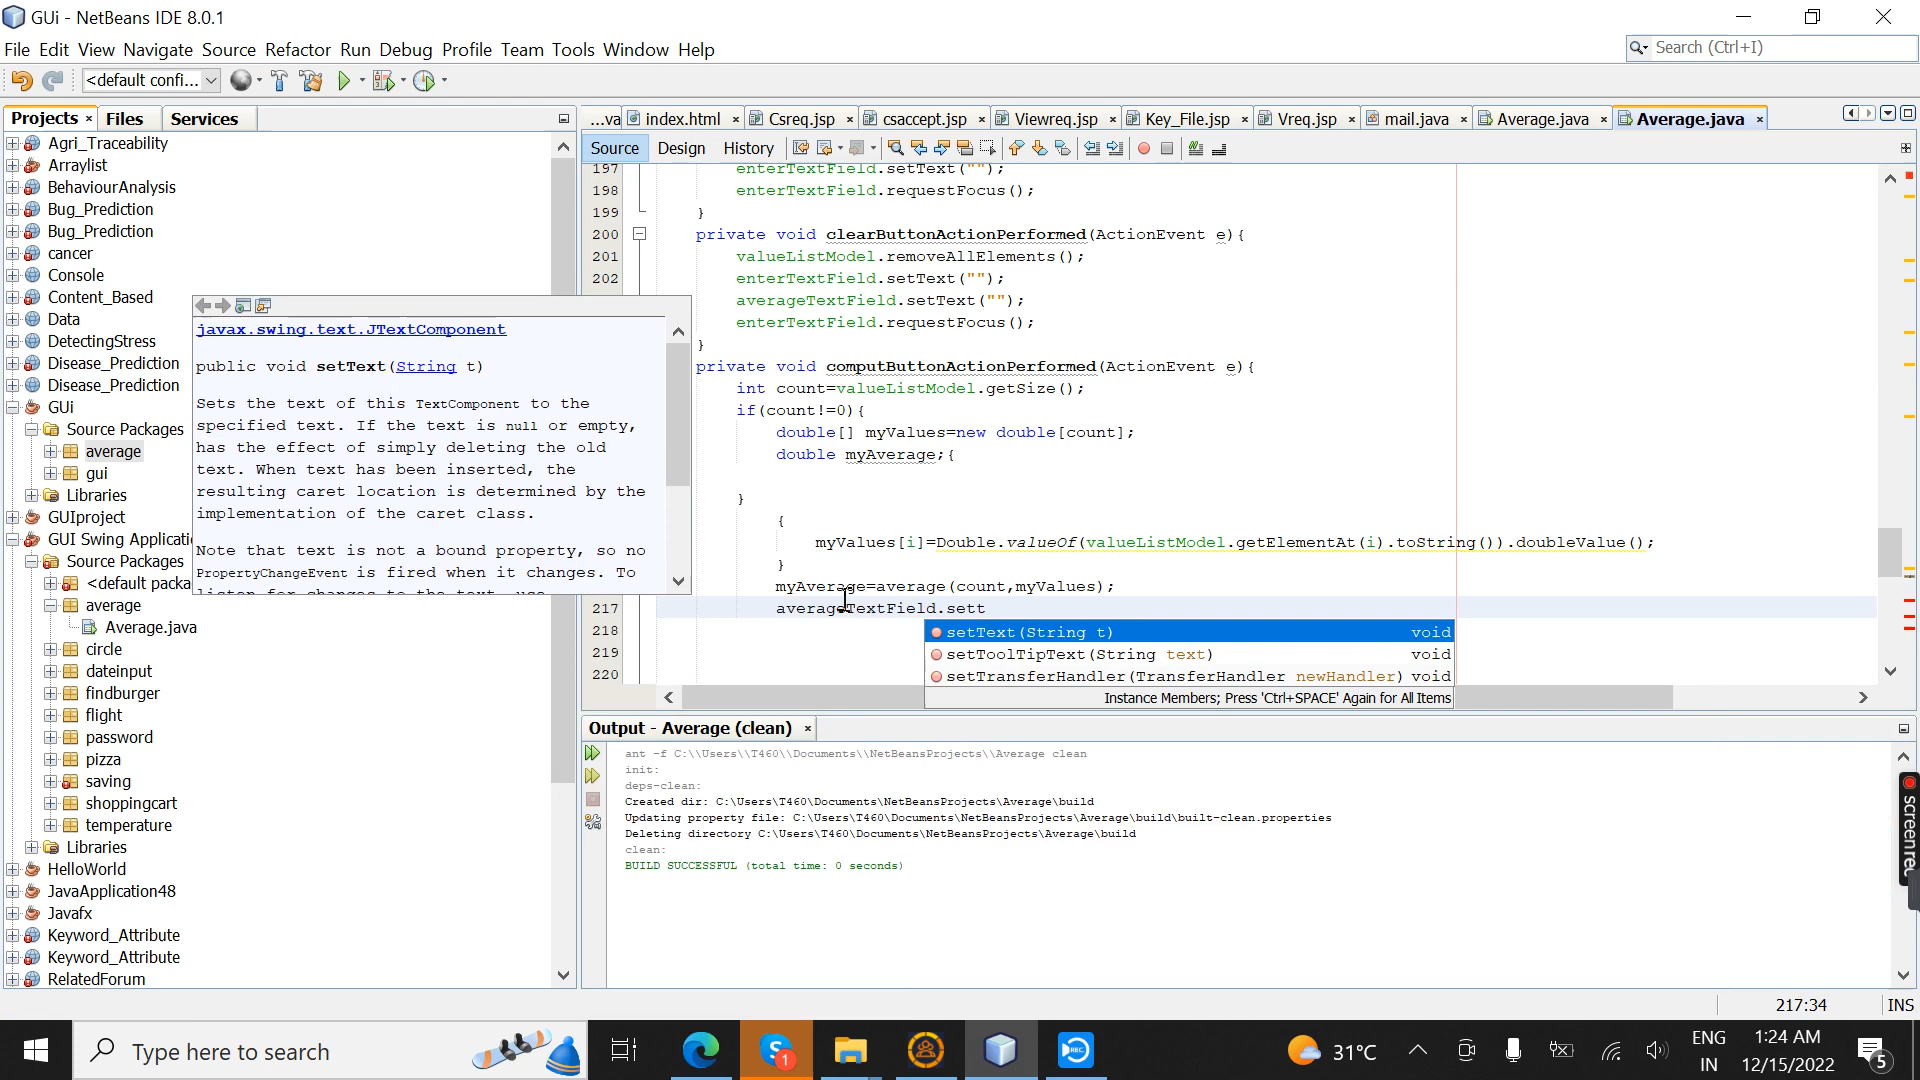 GUi - NetBeans IDE 8.0.1
File Edit View Navigate Source Refactor Run Debug Profile Team Tools Window Help
Search (Ctrl+I)
<default confi...
Projects Files Services
...va index.html Csreq.jsp csaccept.jsp Viewreq.jsp Key_File.jsp Vreq.jsp mail.java Average.java Average.java
Source Design History
Agri_Traceability
Arraylist
BehaviourAnalysis
Bug_Prediction
Bug_Prediction
cancer
Console
Content_Based
Data
DetectingStress
Disease_Prediction
Disease_Prediction
GUi
Source Packages
average
gui
Libraries
GUIproject
GUI Swing Applicati
Source Packages
<default packa
average
Average.java
circle
dateinput
findburger
flight
password
pizza
saving
shoppingcart
temperature
Libraries
HelloWorld
JavaApplication48
Javafx
Keyword_Attribute
Keyword_Attribute
RelatedForum
javax.swing.text.JTextComponent
public void setText(String t)
Sets the text of this TextComponent to the
specified text. If the text is null or empty,
has the effect of simply deleting the old
text. When text has been inserted, the
resulting caret location is determined by the
implementation of the caret class.
Note that text is not a bound property, so no
PropertyChangeEvent is fired when it changes. To
197 enterTextField.setText("");
198 enterTextField.requestFocus();
199 }
200 private void clearButtonActionPerformed(ActionEvent e){
201 valueListModel.removeAllElements();
202 enterTextField.setText("");
averageTextField.setText("");
enterTextField.requestFocus();
}
private void computButtonActionPerformed(ActionEvent e){
int count=valueListModel.getSize();
if(count!=0){
double[] myValues=new double[count];
double myAverage;{
}
{
myValues[i]=Double.valueOf(valueListModel.getElementAt(i).toString()).doubleValue();
}
myAverage=average(count,myValues);
217 averageTextField.sett
218
219
220
setText(String t) void
setToolTipText(String text) void
setTransferHandler(TransferHandler newHandler) void
Instance Members; Press 'Ctrl+SPACE' Again for All Items
Output - Average (clean)
ant -f C:\\Users\\T460\\Documents\\NetBeansProjects\\Average clean
init:
deps-clean:
Created dir: C:\Users\T460\Documents\NetBeansProjects\Average\build
Updating property file: C:\Users\T460\Documents\NetBeansProjects\Average\build\built-clean.properties
Deleting directory C:\Users\T460\Documents\NetBeansProjects\Average\build
clean:
BUILD SUCCESSFUL (total time: 0 seconds)
screenrec
217:34 INS
Type here to search
1
REC
31°C
ENG
IN
1:24 AM
12/15/2022
5